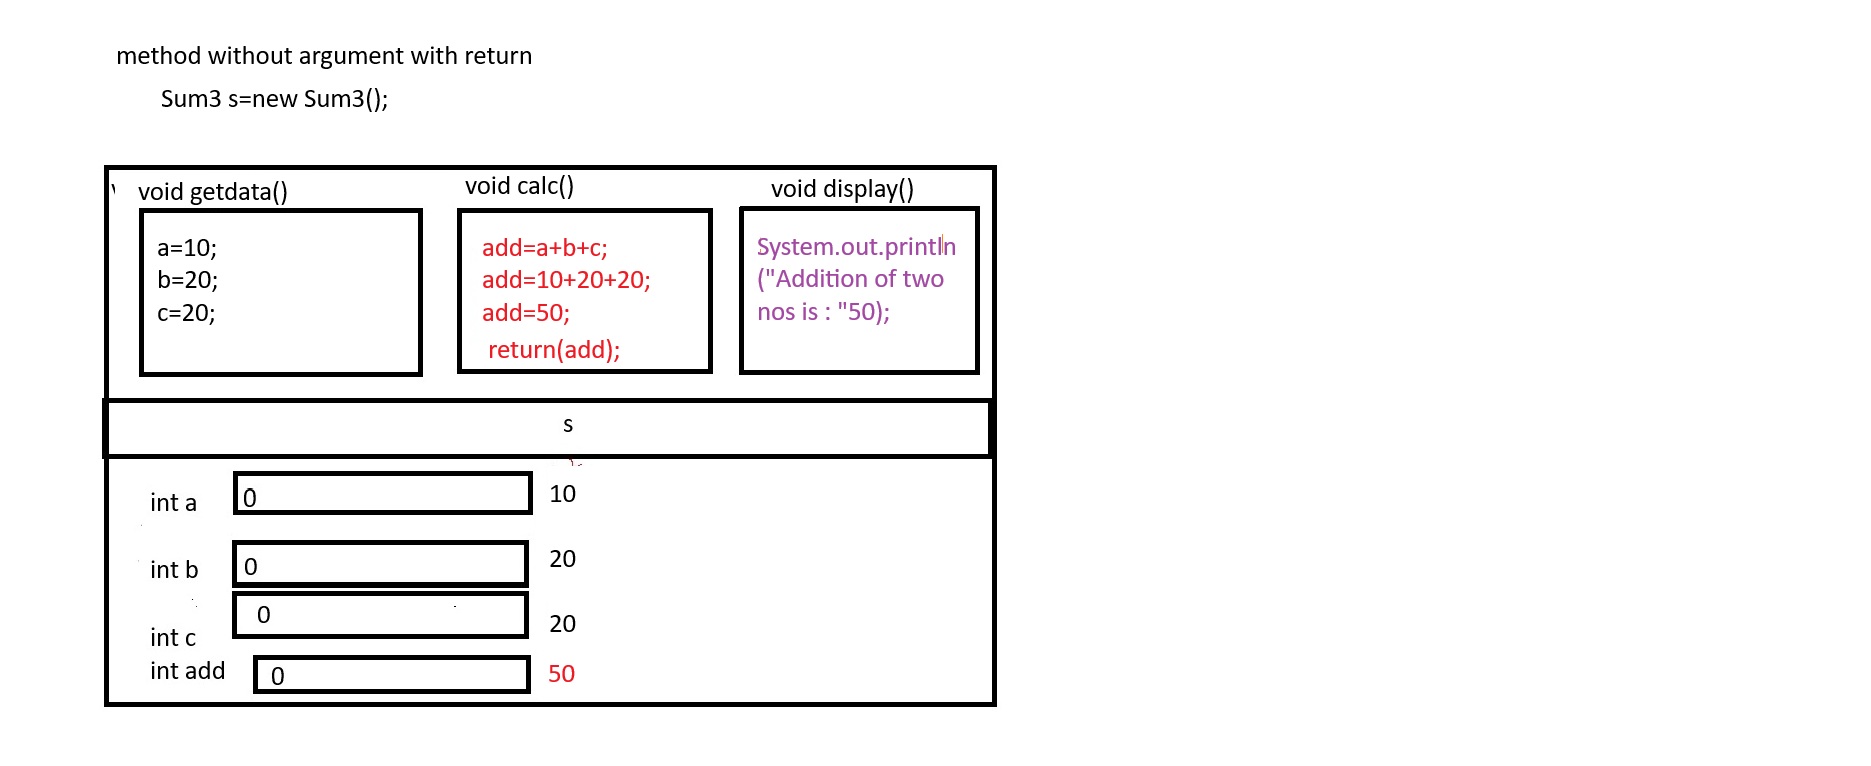 method without argument with return
Sum3 s=new Sum3();
void getdata()
a=10;
b=20;
c=20;
void calc()
add=a+b+c;
add=10+20+20;
add=50;
return(add);
void display()
System.out.println
("Addition of two
nos is : "50);
s
int a 0 10
int b 0 20
int c 0 20
int add 0 50